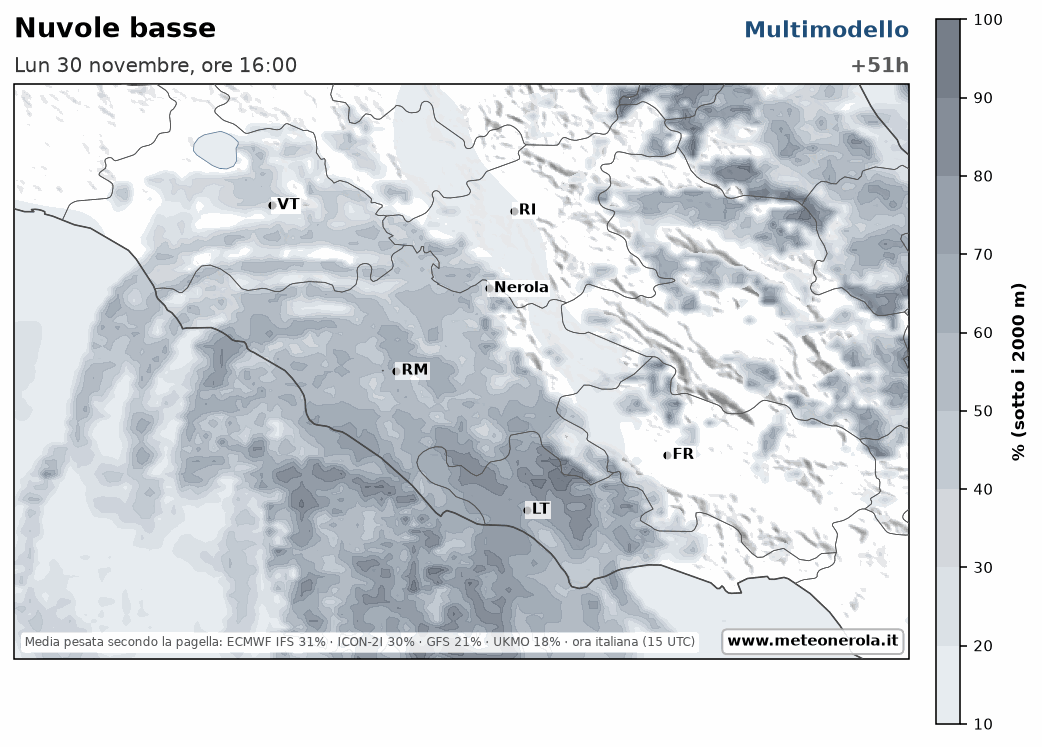 Nuvole basse
Multimodello
Lun 30 novembre, ore 16:00
+51h
VT
RI
Nerola
RM
FR
LT
Media pesata secondo la pagella: ECMWF IFS 31% · ICON-2I 30% · GFS 21% · UKMO 18% · ora italiana (15 UTC)
www.meteonerola.it
100
90
80
70
60
50
40
30
20
10
% (sotto i 2000 m)